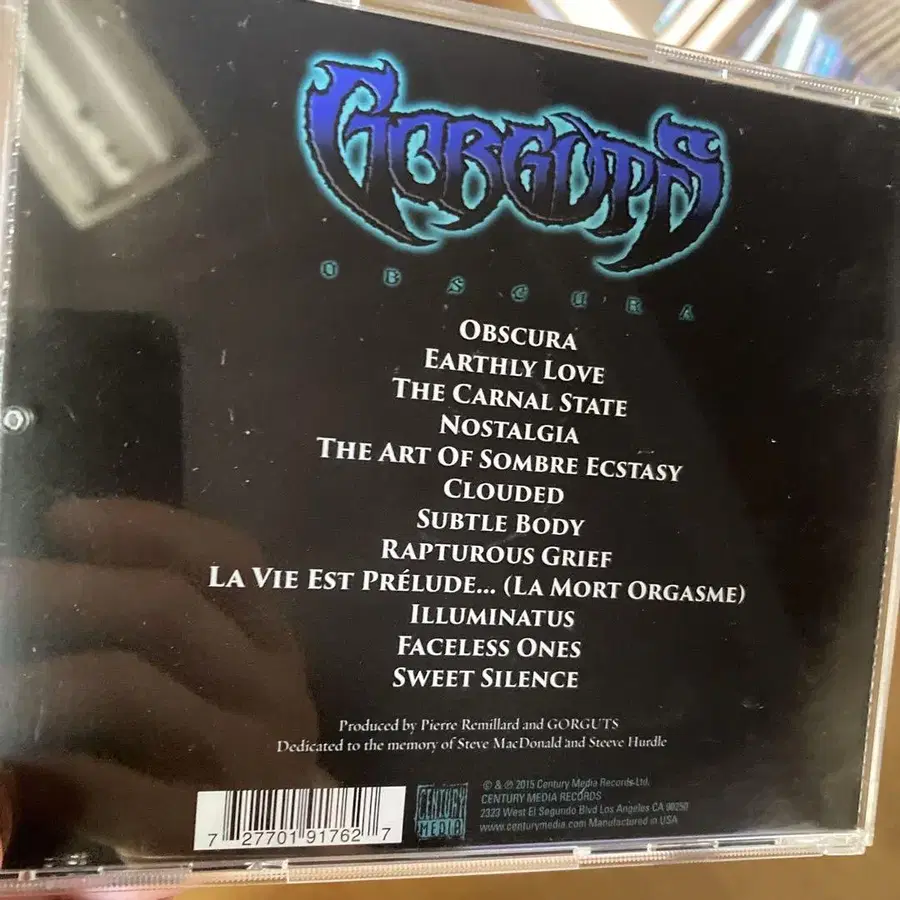 GORGUTS
OBSCURA
OBSCURA
EARTHLY LOVE
THE CARNAL STATE
NOSTALGIA
THE ART OF SOMBRE ECSTASY
CLOUDED
SUBTLE BODY
RAPTUROUS GRIEF
LA VIE EST PRÉLUDE... (LA MORT ORGASME)
ILLUMINATUS
FACELESS ONES
SWEET SILENCE
Produced by Pierre Remillard and GORGUTS
Dedicated to the memory of Steve MacDonald and Steeve Hurdle
CENTURY MEDIA
© & ℗ 2015 Century Media Records Ltd.
CENTURY MEDIA RECORDS
2323 West El Segundo Blvd Los Angeles CA 90250
www.centurymedia.com Manufactured in USA
7 27701 91762 7